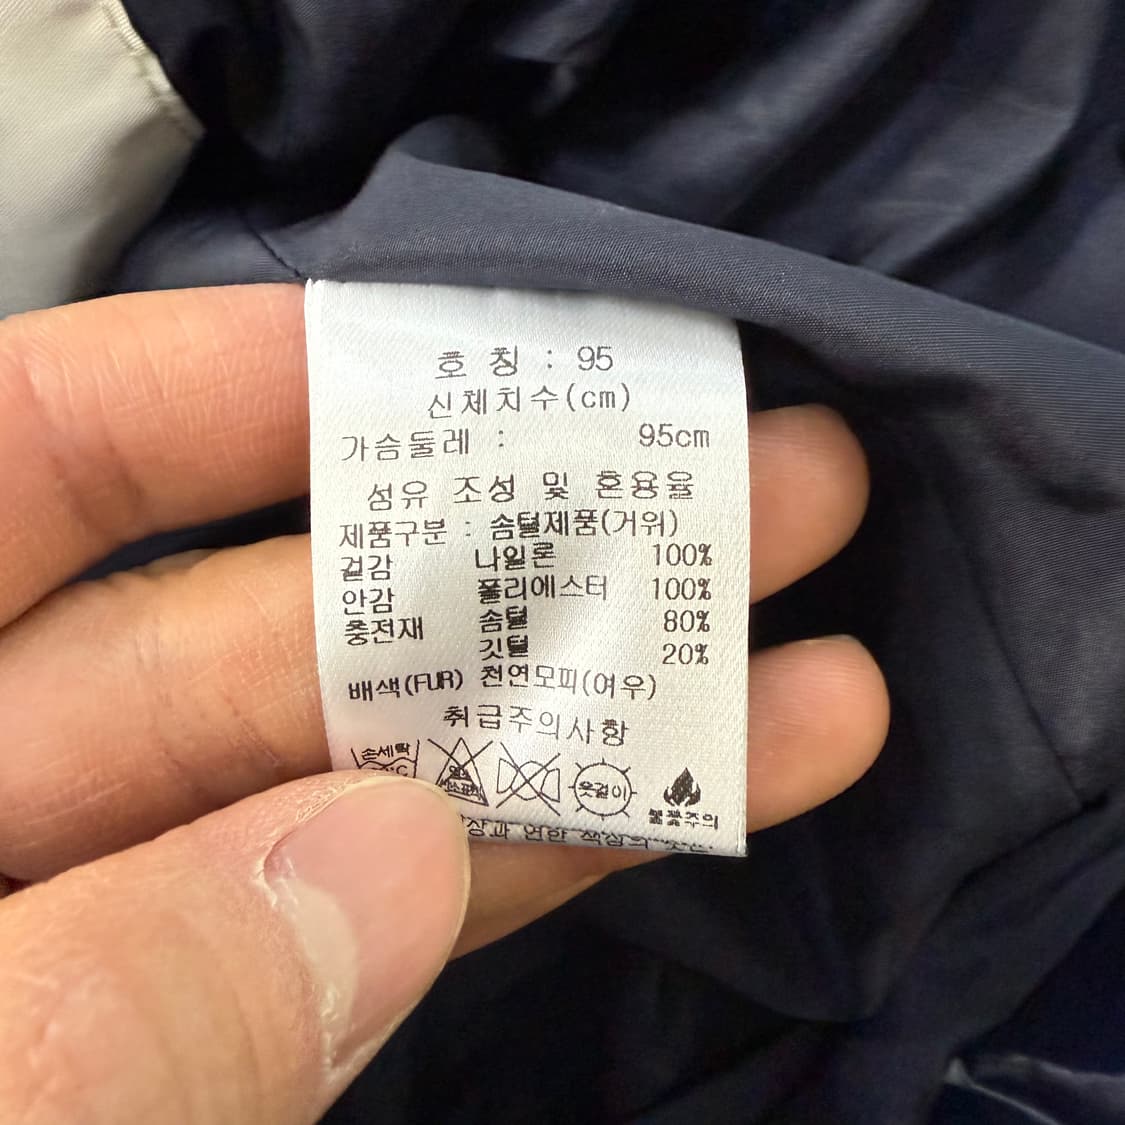 호 칭 : 95
신체치수(cm)
가슴둘레 : 95cm
섬유 조성 및 혼용율
제품구분 : 솜털제품(거위)
겉감 나일론 100%
안감 폴리에스터 100%
충전재 솜털 80%
깃털 20%
배색(FUR) 천연모피(여우)
취급주의사항
손세탁
옷걸이
불꽃주의